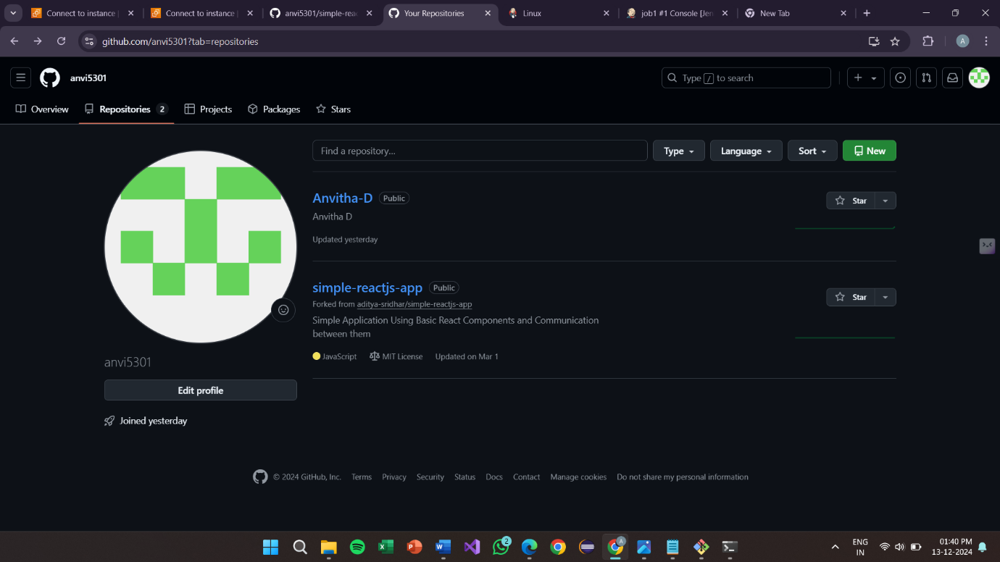 Connect to instance
Connect to instance
anvi5301/simple-rea
Your Repositories
Linux
job1 #1 Console [Jen
New Tab
github.com/anvi5301?tab=repositories
A
anvi5301
Type / to search
Overview
Repositories 2
Projects
Packages
Stars
Find a repository...
Type
Language
Sort
New
Anvitha-D Public
Star
Anvitha D
Updated yesterday
simple-reactjs-app Public
Star
Forked from aditya-sridhar/simple-reactjs-app
Simple Application Using Basic React Components and Communication
between them
JavaScript MIT License Updated on Mar 1
anvi5301
Edit profile
Joined yesterday
© 2024 GitHub, Inc. Terms Privacy Security Status Docs Contact Manage cookies Do not share my personal information
2
A
ENG
IN
01:40 PM
13-12-2024